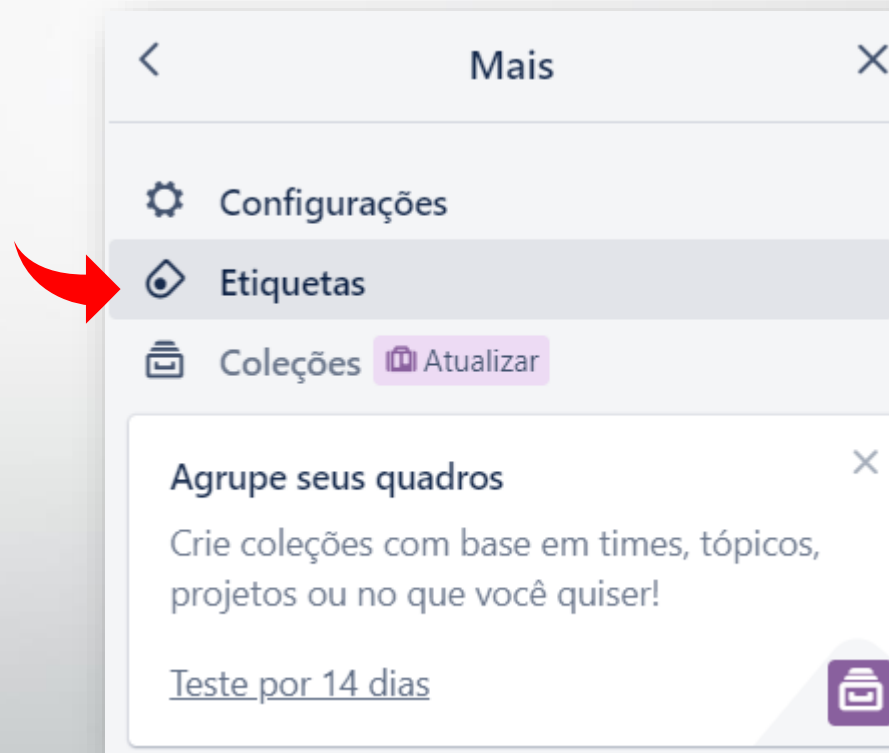 Mais
Configurações
Etiquetas
Coleções Atualizar
Agrupe seus quadros
Crie coleções com base em times, tópicos,
projetos ou no que você quiser!
Teste por 14 dias